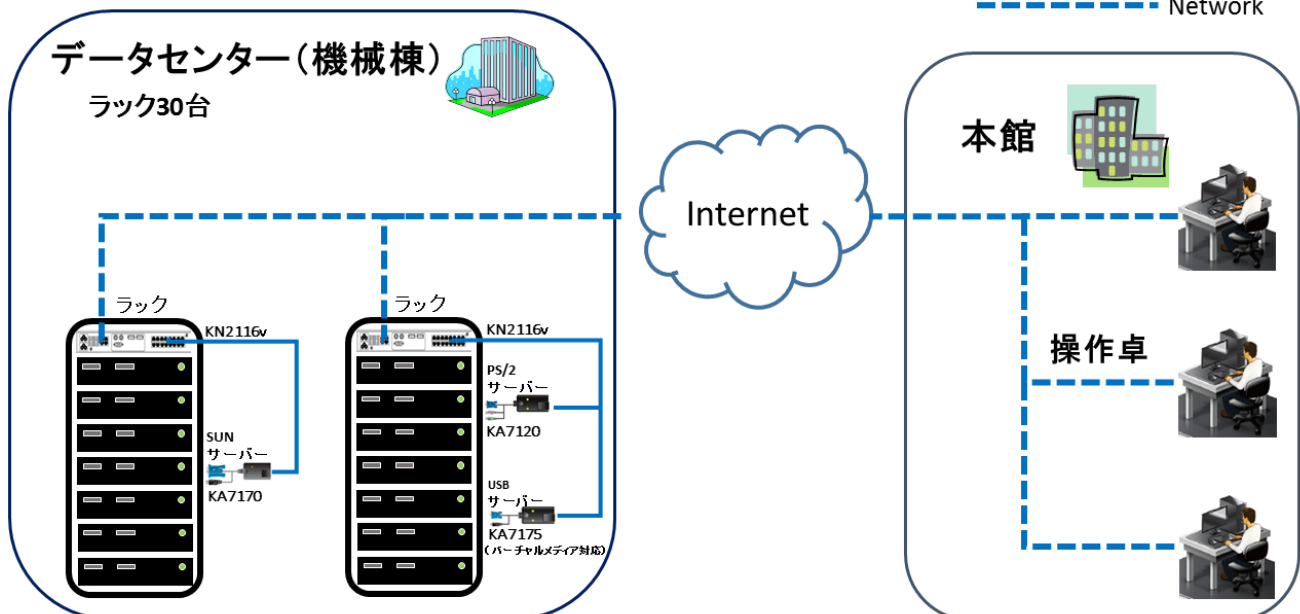 Network
データセンター（機械棟）
ラック30台
本館
Internet
ラック
KN2116v
SUN
サーバー
KA7170
ラック
KN2116v
PS/2
サーバー
KA7120
USB
サーバー
KA7175
（バーチャルメディア対応）
操作卓